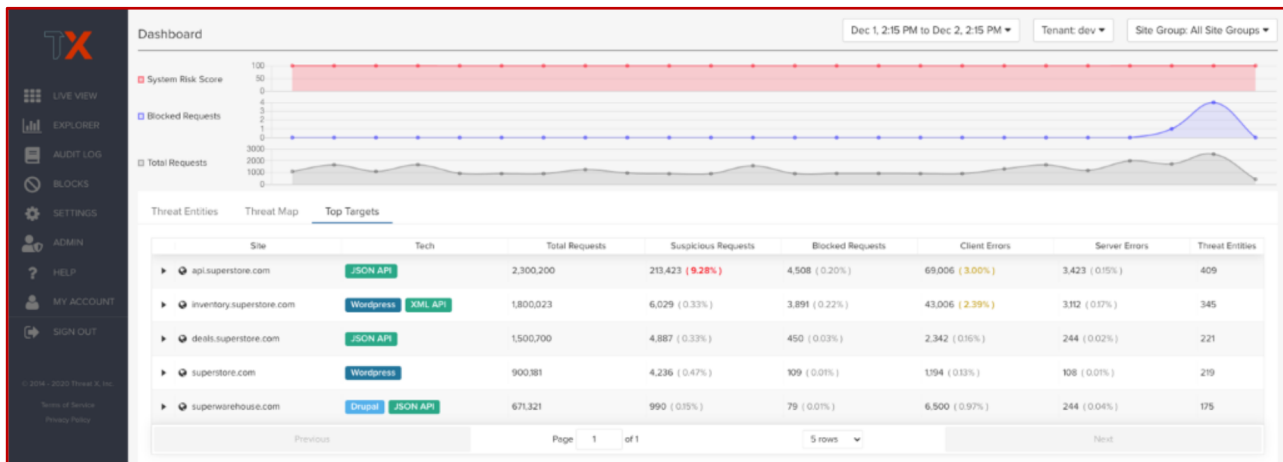 TX
Dashboard
Dec 1, 2:15 PM to Dec 2, 2:15 PM
Tenant: dev
Site Group: All Site Groups
LIVE VIEW
EXPLORER
AUDIT LOG
BLOCKS
SETTINGS
ADMIN
HELP
MY ACCOUNT
SIGN OUT
© 2014 - 2020 Threat X, Inc.
Terms of Service
Privacy Policy
System Risk Score
100
50
0
Blocked Requests
4
3
2
1
0
Total Requests
3000
2000
1000
0
Threat Entities Threat Map Top Targets
Site Tech Total Requests Suspicious Requests Blocked Requests Client Errors Server Errors Threat Entities
api.superstore.com JSON API 2,300,200 213,423 (9.28%) 4,508 (0.20%) 69,006 (3.00%) 3,423 (0.15%) 409
inventory.superstore.com Wordpress XML API 1,800,023 6,029 (0.33%) 3,891 (0.22%) 43,006 (2.39%) 3,112 (0.17%) 345
deals.superstore.com JSON API 1,500,700 4,887 (0.33%) 450 (0.03%) 2,342 (0.16%) 244 (0.02%) 221
superstore.com Wordpress 900,181 4,236 (0.47%) 109 (0.01%) 1,194 (0.13%) 108 (0.01%) 219
superwarehouse.com Drupal JSON API 671,321 990 (0.15%) 79 (0.01%) 6,500 (0.97%) 244 (0.04%) 175
Previous Page 1 of 1 5 rows Next